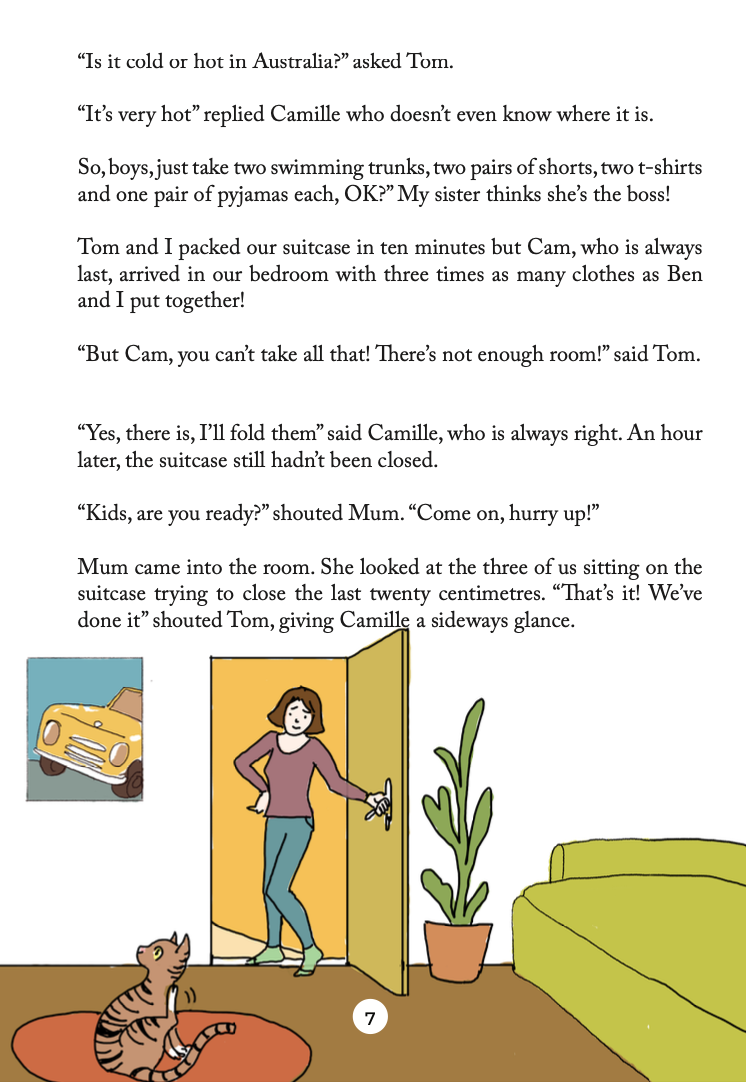 “Is it cold or hot in Australia?” asked Tom.
“It’s very hot” replied Camille who doesn’t even know where it is.
So, boys, just take two swimming trunks, two pairs of shorts, two t-shirts
and one pair of pyjamas each, OK?” My sister thinks she’s the boss!
Tom and I packed our suitcase in ten minutes but Cam, who is always
last, arrived in our bedroom with three times as many clothes as Ben
and I put together!
“But Cam, you can’t take all that! There’s not enough room!” said Tom.
“Yes, there is, I’ll fold them” said Camille, who is always right. An hour
later, the suitcase still hadn’t been closed.
“Kids, are you ready?” shouted Mum. “Come on, hurry up!”
Mum came into the room. She looked at the three of us sitting on the
suitcase trying to close the last twenty centimetres. “That’s it! We’ve
done it” shouted Tom, giving Camille a sideways glance.
7